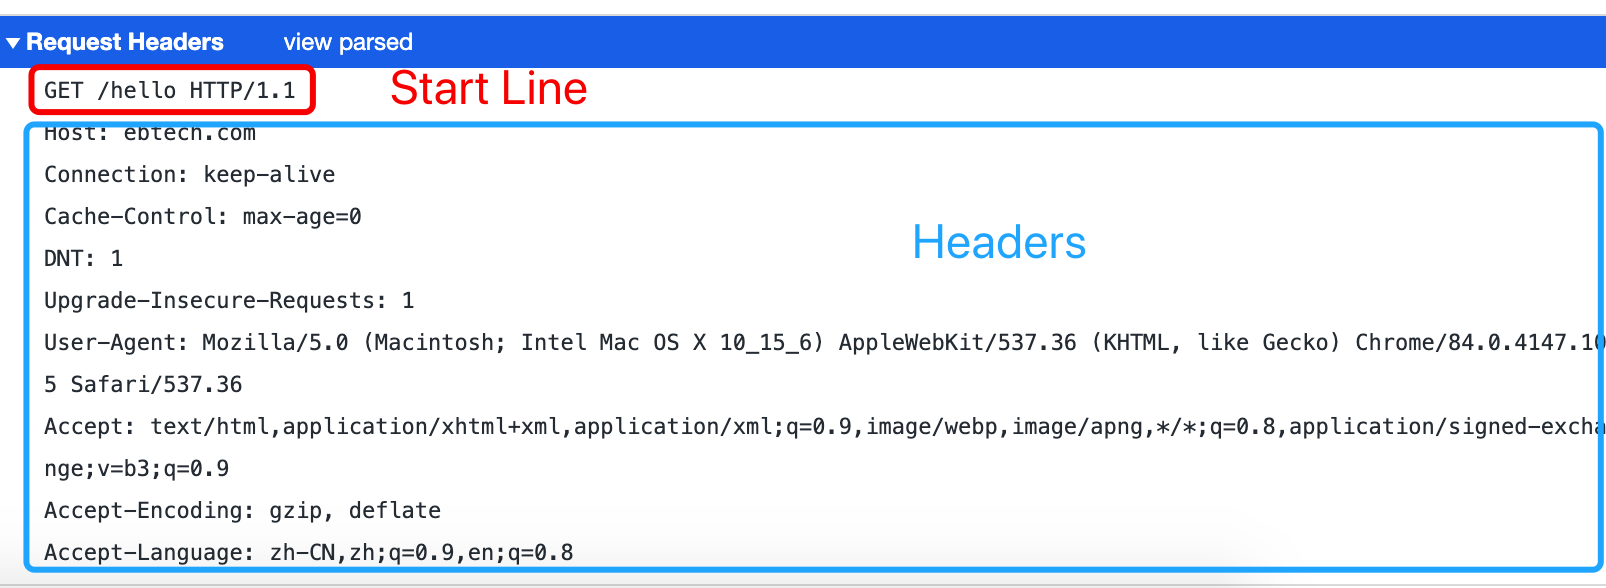 Request Headers view parsed
GET /hello HTTP/1.1 Start Line
Host: ebtech.com
Connection: keep-alive
Cache-Control: max-age=0
Headers
DNT: 1
Upgrade-Insecure-Requests: 1
User-Agent: Mozilla/5.0 (Macintosh; Intel Mac OS X 10_15_6) AppleWebKit/537.36 (KHTML, like Gecko) Chrome/84.0.4147.10
5 Safari/537.36
Accept: text/html,application/xhtml+xml,application/xml;q=0.9,image/webp,image/apng,*/*;q=0.8,application/signed-excha
nge;v=b3;q=0.9
Accept-Encoding: gzip, deflate
Accept-Language: zh-CN,zh;q=0.9,en;q=0.8